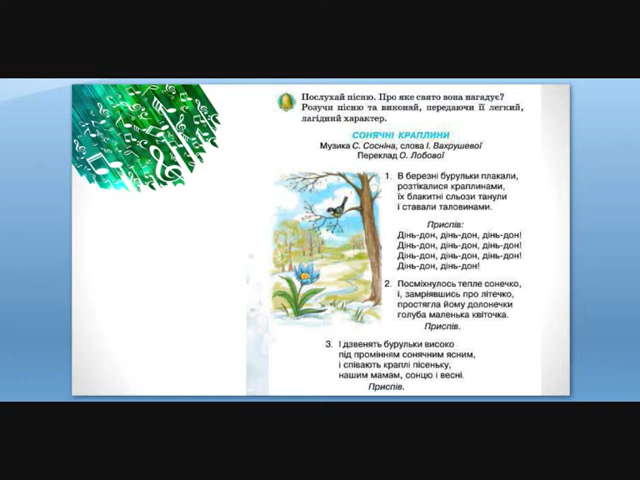 Послухай пісню. Про яке свято вона нагадує?
Розучи пісню та виконай, передаючи її легкий,
лагідний характер.
СОНЯЧНІ КРАПЛИНИ
Музика С. Сосніна, слова І. Вахрушевої
Переклад О. Лобової
1. В березні бурульки плакали,
розтікалися краплинами,
їх блакитні сльози танули
і ставали таловинами.
Приспів:
Дінь-дон, дінь-дон, дінь-дон!
Дінь-дон, дінь-дон, дінь-дон!
Дінь-дон, дінь-дон, дінь-дон!
Дінь-дон, дінь-дон!
2. Посміхнулось тепле сонечко,
і, замріявшись про літечко,
простягла йому долонечки
голуба маленька квіточка.
Приспів.
3. І дзвенять бурульки високо
під промінням сонячним ясним,
і співають краплі пісеньку,
нашим мамам, сонцю і весні.
Приспів.